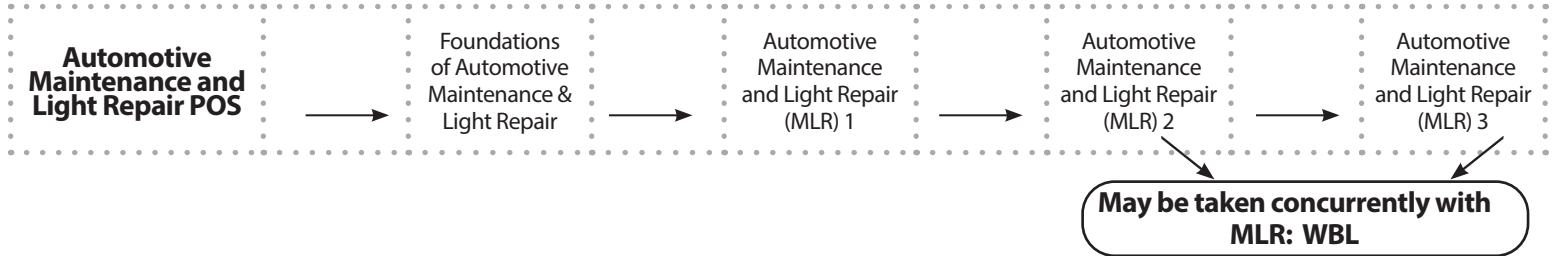 Automotive
Maintenance and
Light Repair POS
Foundations
of Automotive
Maintenance &
Light Repair
Automotive
Maintenance
and Light Repair
(MLR) 1
Automotive
Maintenance
and Light Repair
(MLR) 2
Automotive
Maintenance
and Light Repair
(MLR) 3
May be taken concurrently with
MLR: WBL